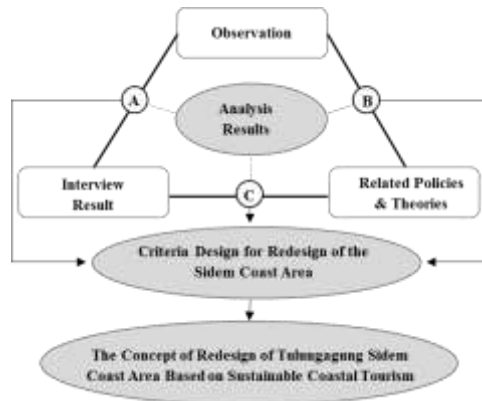 Observation
A
B
Analysis
Results
Interview
Result
C
Related Policies
& Theories
Criteria Design for Redesign of the
Sidem Coast Area
The Concept of Redesign of Tulungagung Sidem
Coast Area Based on Sustainable Coastal Tourism